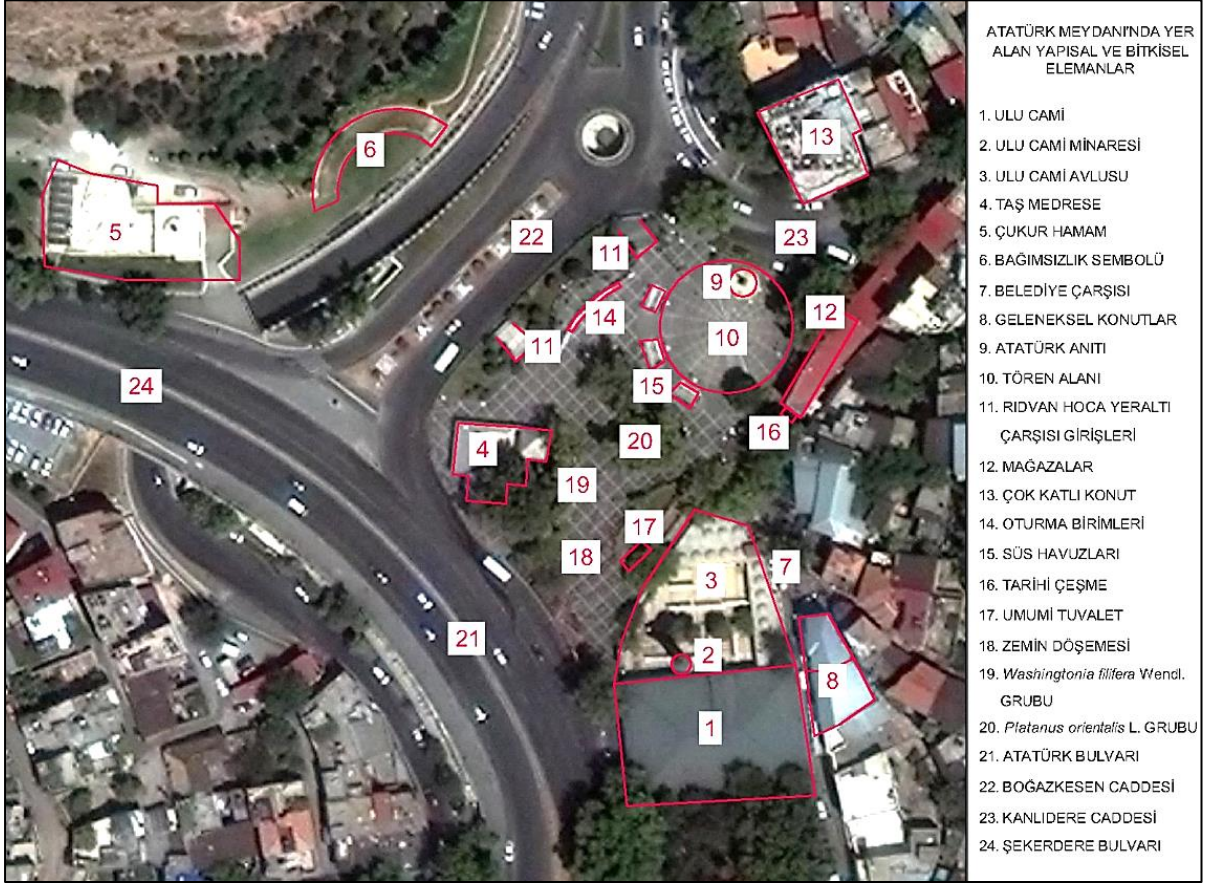 ATATÜRK MEYDANI'NDA YER
ALAN YAPISAL VE BİTKİSEL
ELEMANLAR
1. ULU CAMİ
2. ULU CAMİ MİNARESİ
3. ULU CAMİ AVLUSU
4. TAŞ MEDRESE
5. ÇUKUR HAMAM
6. BAĞIMSIZLIK SEMBOLÜ
7. BELEDİYE ÇARŞISI
8. GELENEKSEL KONUTLAR
9. ATATÜRK ANITI
10. TÖREN ALANI
11. RIDVAN HOCA YERALTI
ÇARŞISI GİRİŞLERİ
12. MAĞAZALAR
13. ÇOK KATLI KONUT
14. OTURMA BİRİMLERİ
15. SÜS HAVUZLARI
16. TARİHİ ÇEŞME
17. UMUMİ TUVALET
18. ZEMİN DÖŞEMESİ
19. Washingtonia filifera Wendl.
GRUBU
20. Platanus orientalis L. GRUBU
21. ATATÜRK BULVARI
22. BOĞAZKESEN CADDESİ
23. KANLIDERE CADDESİ
24. ŞEKERDERE BULVARI
13
6
5
22
11
23
9
14
12
10
11
24
15
16
4
20
19
17
18
7
3
21
2
8
1